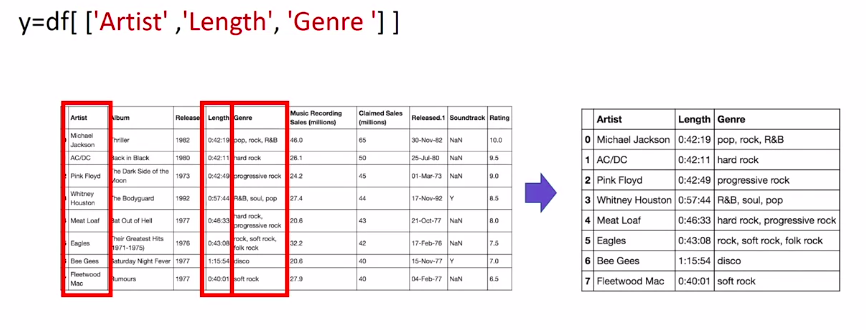 y=df[ ['Artist' ,'Length', 'Genre '] ]
Artist Album Release Length Genre Music Recording Sales (millions) Claimed Sales (millions) Released.1 Soundtrack Rating
Michael Jackson Thriller 1982 0:42:19 pop, rock, R&B 46.0 65 30-Nov-82 NaN 10.0
AC/DC Back in Black 1980 0:42:11 hard rock 26.1 50 25-Jul-80 NaN 9.5
2 Pink Floyd The Dark Side of the Moon 1973 0:42:49 progressive rock 24.2 45 01-Mar-73 NaN 9.0
Whitney Houston The Bodyguard 1992 0:57:44 R&B, soul, pop 27.4 44 17-Nov-92 Y 8.5
Meat Loaf Bat Out of Hell 1977 0:46:33 hard rock, progressive rock 20.6 43 21-Oct-77 NaN 8.0
Eagles Their Greatest Hits (1971-1975) 1976 0:43:08 rock, soft rock, folk rock 32.2 42 17-Feb-76 NaN 7.5
Bee Gees Saturday Night Fever 1977 1:15:54 disco 20.6 40 15-Nov-77 Y 7.0
Fleetwood Mac Rumours 1977 0:40:01 soft rock 27.9 40 04-Feb-77 NaN 6.5
Artist Length Genre
0 Michael Jackson 0:42:19 pop, rock, R&B
1 AC/DC 0:42:11 hard rock
2 Pink Floyd 0:42:49 progressive rock
3 Whitney Houston 0:57:44 R&B, soul, pop
4 Meat Loaf 0:46:33 hard rock, progressive rock
5 Eagles 0:43:08 rock, soft rock, folk rock
6 Bee Gees 1:15:54 disco
7 Fleetwood Mac 0:40:01 soft rock